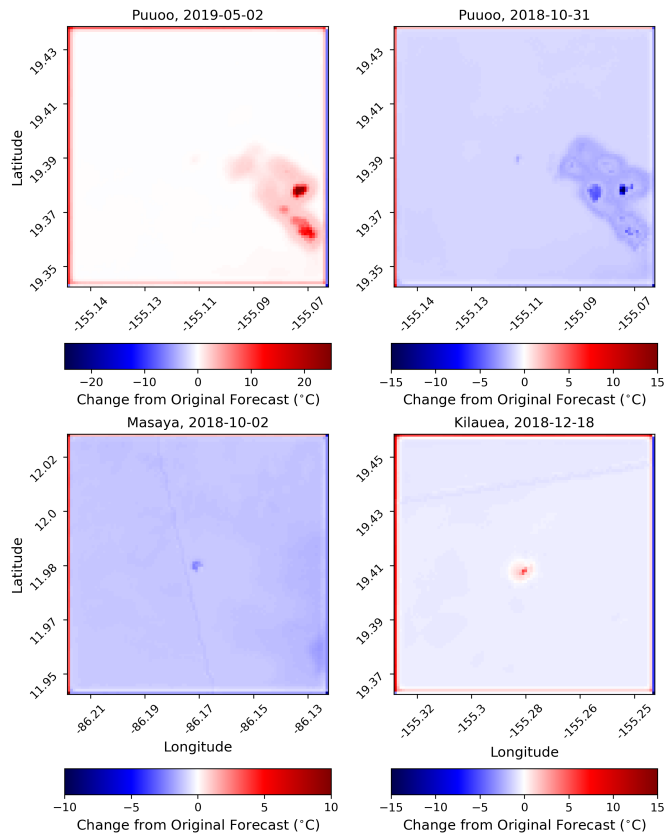 Puuoo, 2019-05-02
Puuoo, 2018-10-31
Latitude
19.43
19.41
19.39
19.37
19.35
19.43
19.41
19.39
19.37
19.35
-155.14
-155.13
-155.11
-155.09
-155.07
-155.14
-155.13
-155.11
-155.09
-155.07
−20 −10 0 10 20
−15 −10 −5 0 5 10 15
Change from Original Forecast (°C)
Change from Original Forecast (°C)
Masaya, 2018-10-02
Kilauea, 2018-12-18
Latitude
12.02
12.0
11.98
11.97
11.95
19.45
19.43
19.41
19.39
19.37
-86.21
-86.19
-86.17
-86.15
-86.13
-155.32
-155.3
-155.28
-155.26
-155.25
Longitude
Longitude
−10 −5 0 5 10
−15 −10 −5 0 5 10 15
Change from Original Forecast (°C)
Change from Original Forecast (°C)